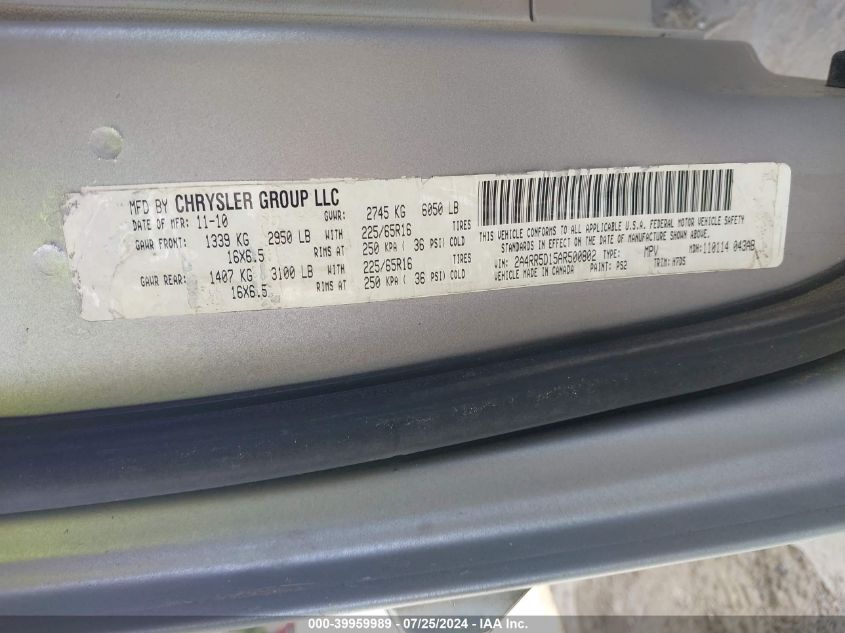 MFD BY CHRYSLER GROUP LLC
DATE OF MFR: 11-10 GVWR: 2745 KG 6050 LB
GAWR FRONT: 1339 KG 2950 LB WITH 225/65R16 TIRES
16X6.5 RIMS AT 250 KPA ( 36 PSI) COLD
GAWR REAR: 1407 KG 3100 LB WITH 225/65R16 TIRES
16X6.5 RIMS AT 250 KPA ( 36 PSI) COLD
THIS VEHICLE CONFORMS TO ALL APPLICABLE U.S.A. FEDERAL MOTOR VEHICLE SAFETY
STANDARDS IN EFFECT ON THE DATE OF MANUFACTURE SHOWN ABOVE.
VIN: 2A4RR5D15AR500802 TYPE: MPV MDH: 110114 043AB
VEHICLE MADE IN CANADA PAINT: PS2 TRIM: HFDS
000-39959989 - 07/25/2024 - IAA Inc.